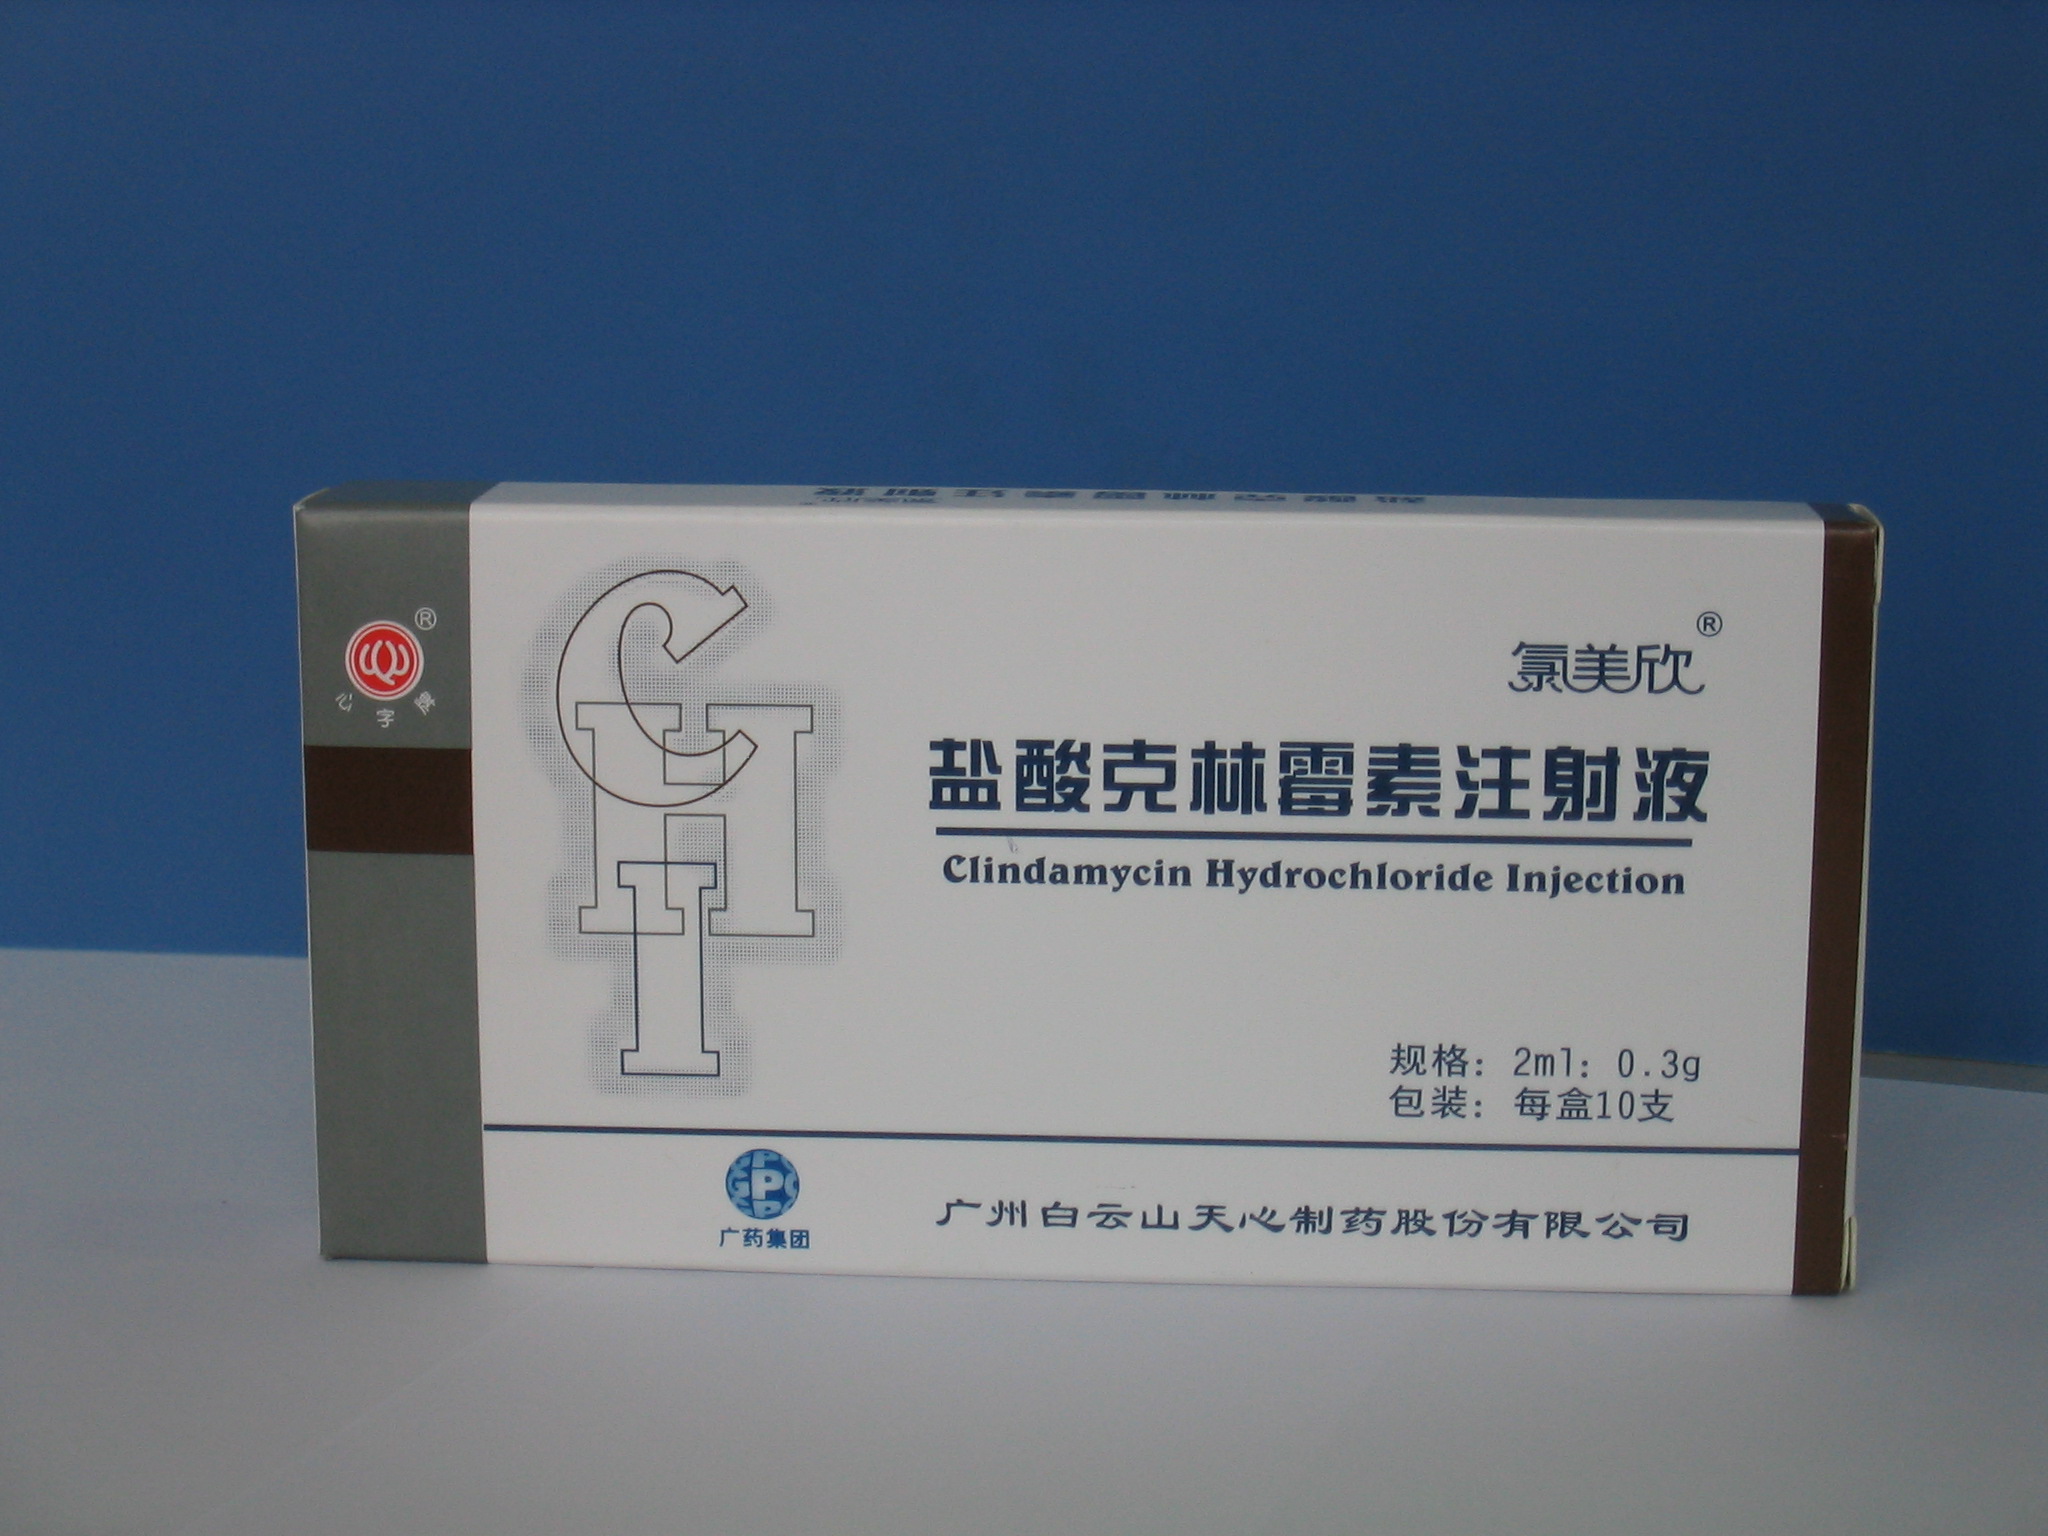 ®
心字牌
CHI
氯美欣®
盐酸克林霉素注射液
Clindamycin Hydrochloride Injection
规格：2ml：0.3g
包装：每盒10支
GPC
广药集团
广州白云山天心制药股份有限公司